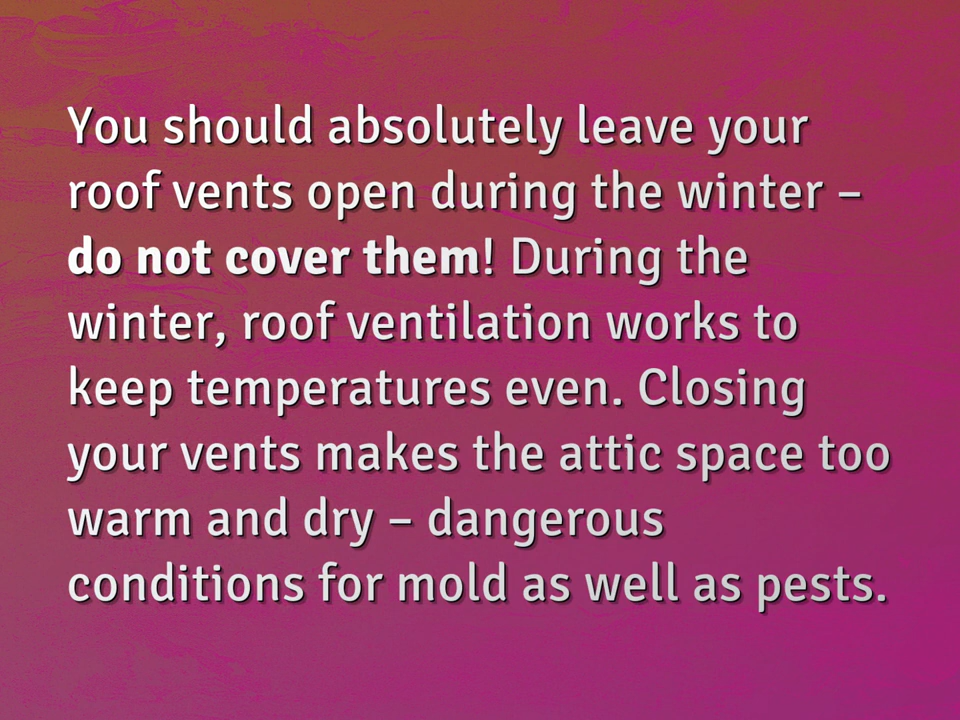 You should absolutely leave your
roof vents open during the winter –
do not cover them! During the
winter, roof ventilation works to
keep temperatures even. Closing
your vents makes the attic space too
warm and dry – dangerous
conditions for mold as well as pests.